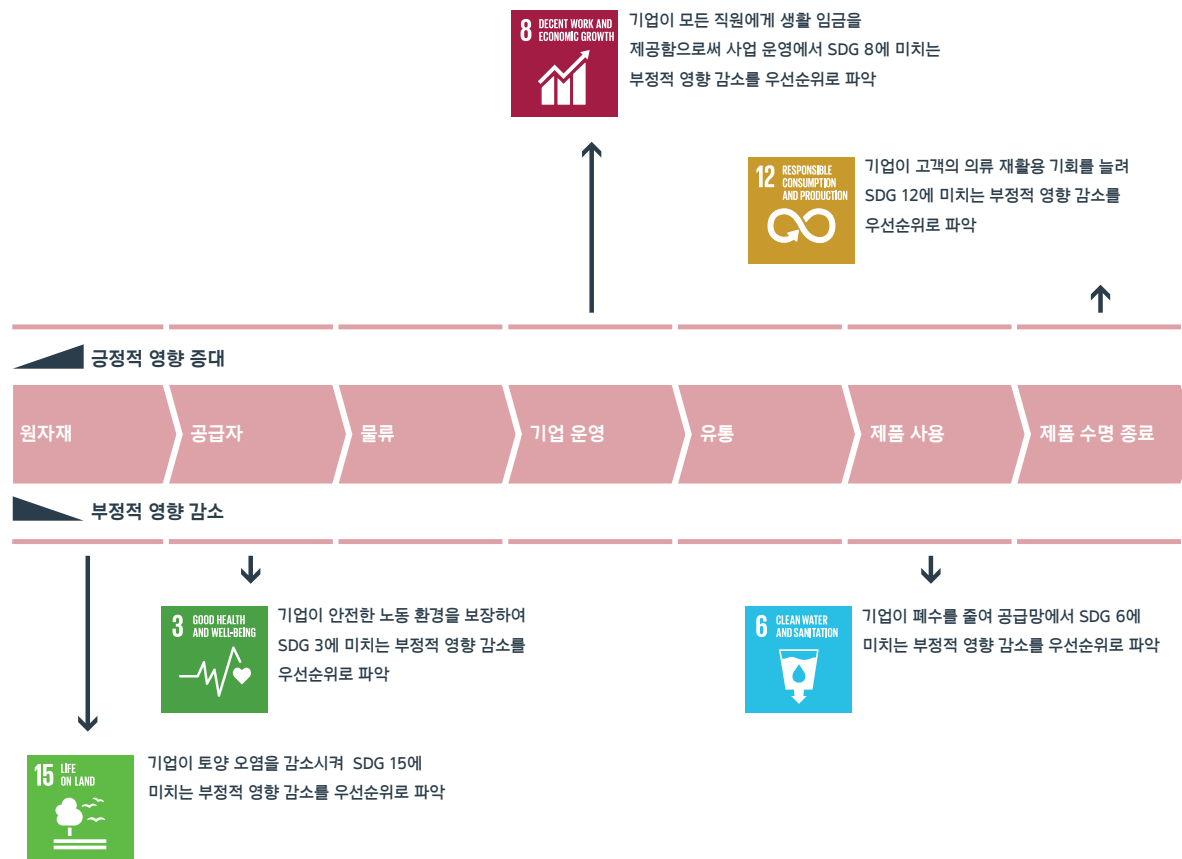 8 DECENT WORK AND
ECONOMIC GROWTH
기업이 모든 직원에게 생활 임금을
제공함으로써 사업 운영에서 SDG 8에 미치는
부정적 영향 감소를 우선순위로 파악
12 RESPONSIBLE
CONSUMPTION
AND PRODUCTION
기업이 고객의 의류 재활용 기회를 늘려
SDG 12에 미치는 부정적 영향 감소를
우선순위로 파악
긍정적 영향 증대
원자재
공급자
물류
기업 운영
유통
제품 사용
제품 수명 종료
부정적 영향 감소
3 GOOD HEALTH
AND WELL-BEING
기업이 안전한 노동 환경을 보장하여
SDG 3에 미치는 부정적 영향 감소를
우선순위로 파악
6 CLEAN WATER
AND SANITATION
기업이 폐수를 줄여 공급망에서 SDG 6에
미치는 부정적 영향 감소를 우선순위로 파악
15 LIFE
ON LAND
기업이 토양 오염을 감소시켜 SDG 15에
미치는 부정적 영향 감소를 우선순위로 파악